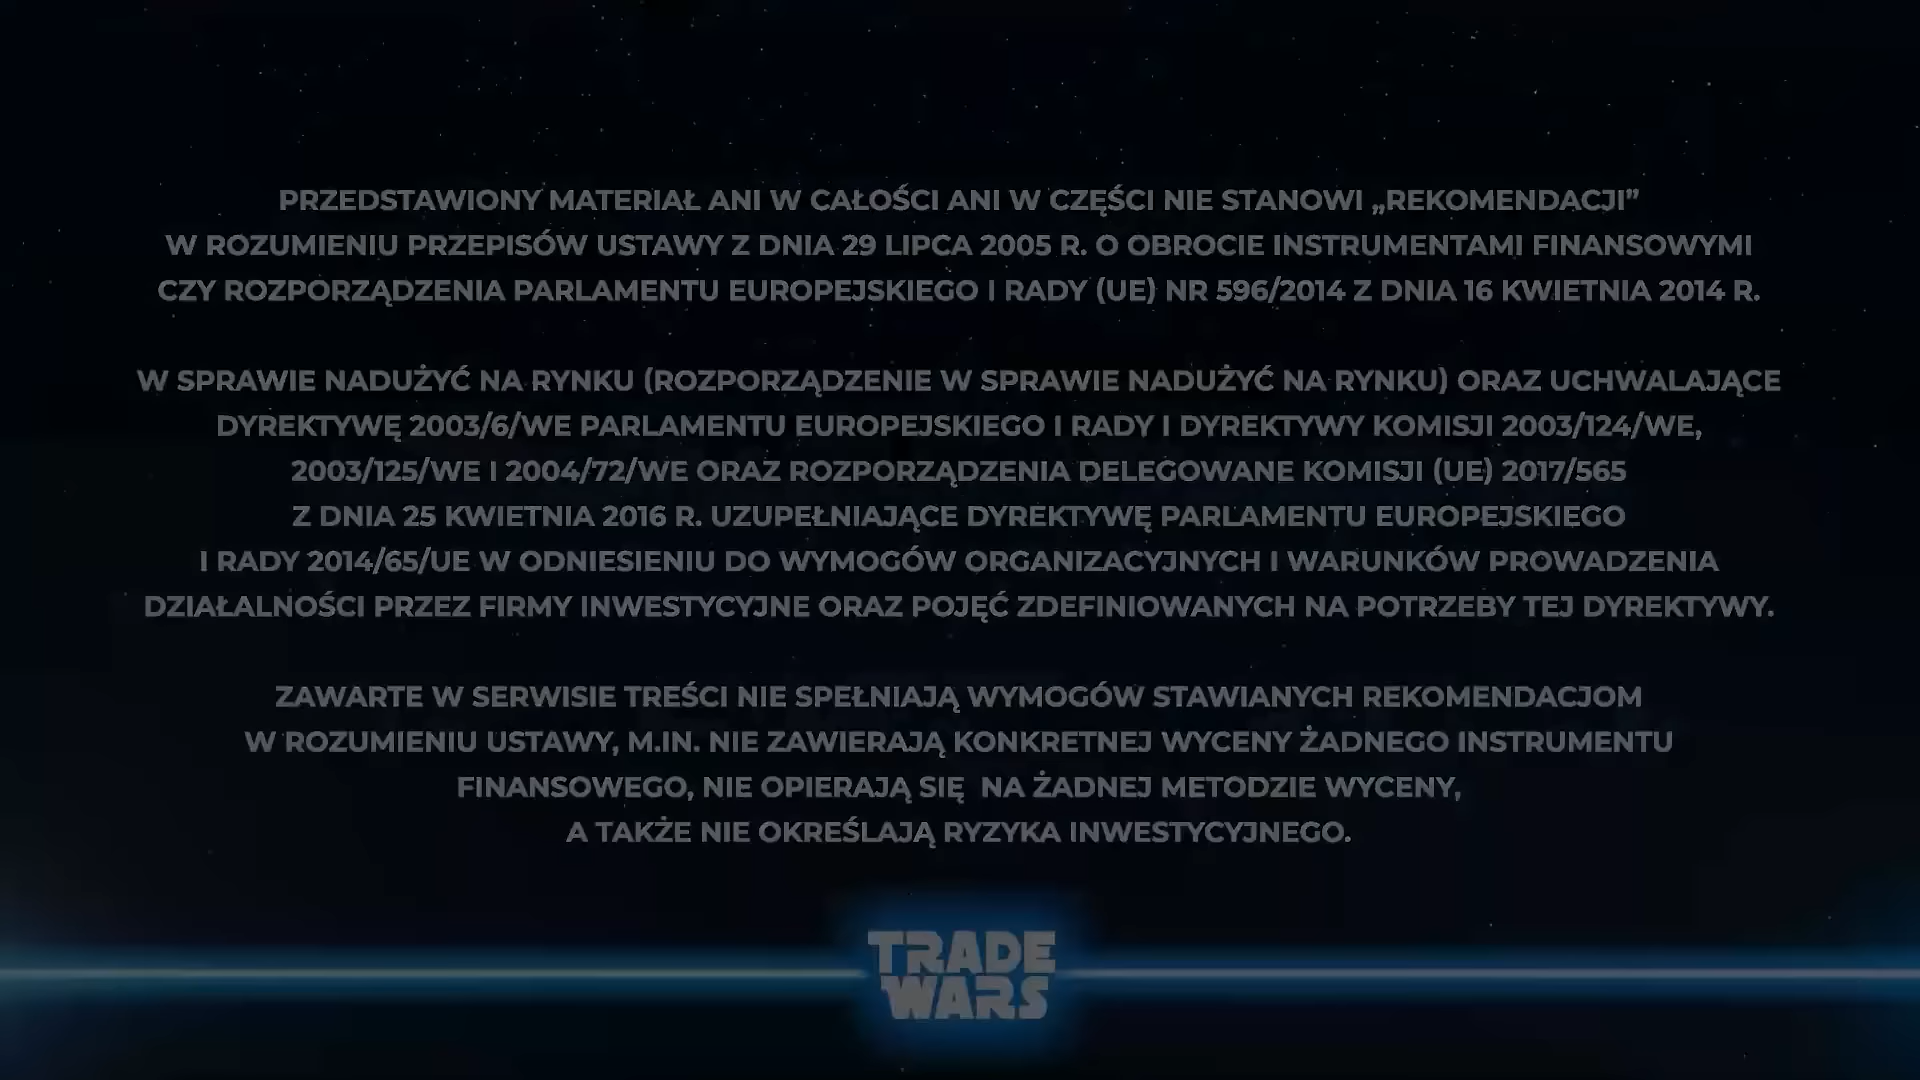 PRZEDSTAWIONY MATERIAŁ ANI W CAŁOŚCI ANI W CZĘŚCI NIE STANOWI „REKOMENDACJI”
W ROZUMIENIU PRZEPISÓW USTAWY Z DNIA 29 LIPCA 2005 R. O OBROCIE INSTRUMENTAMI FINANSOWYMI
CZY ROZPORZĄDZENIA PARLAMENTU EUROPEJSKIEGO I RADY (UE) NR 596/2014 Z DNIA 16 KWIETNIA 2014 R.
W SPRAWIE NADUŻYĆ NA RYNKU (ROZPORZĄDZENIE W SPRAWIE NADUŻYĆ NA RYNKU) ORAZ UCHWALAJĄCE
DYREKTYWĘ 2003/6/WE PARLAMENTU EUROPEJSKIEGO I RADY I DYREKTYWY KOMISJI 2003/124/WE,
2003/125/WE I 2004/72/WE ORAZ ROZPORZĄDZENIA DELEGOWANE KOMISJI (UE) 2017/565
Z DNIA 25 KWIETNIA 2016 R. UZUPEŁNIAJĄCE DYREKTYWĘ PARLAMENTU EUROPEJSKIEGO
I RADY 2014/65/UE W ODNIESIENIU DO WYMOGÓW ORGANIZACYJNYCH I WARUNKÓW PROWADZENIA
DZIAŁALNOŚCI PRZEZ FIRMY INWESTYCYJNE ORAZ POJĘĆ ZDEFINIOWANYCH NA POTRZEBY TEJ DYREKTYWY.
ZAWARTE W SERWISIE TREŚCI NIE SPEŁNIAJĄ WYMOGÓW STAWIANYCH REKOMENDACJOM
W ROZUMIENIU USTAWY, M.IN. NIE ZAWIERAJĄ KONKRETNEJ WYCENY ŻADNEGO INSTRUMENTU
FINANSOWEGO, NIE OPIERAJĄ SIĘ NA ŻADNEJ METODZIE WYCENY,
A TAKŻE NIE OKREŚLAJĄ RYZYKA INWESTYCYJNEGO.
TRADE
WARS